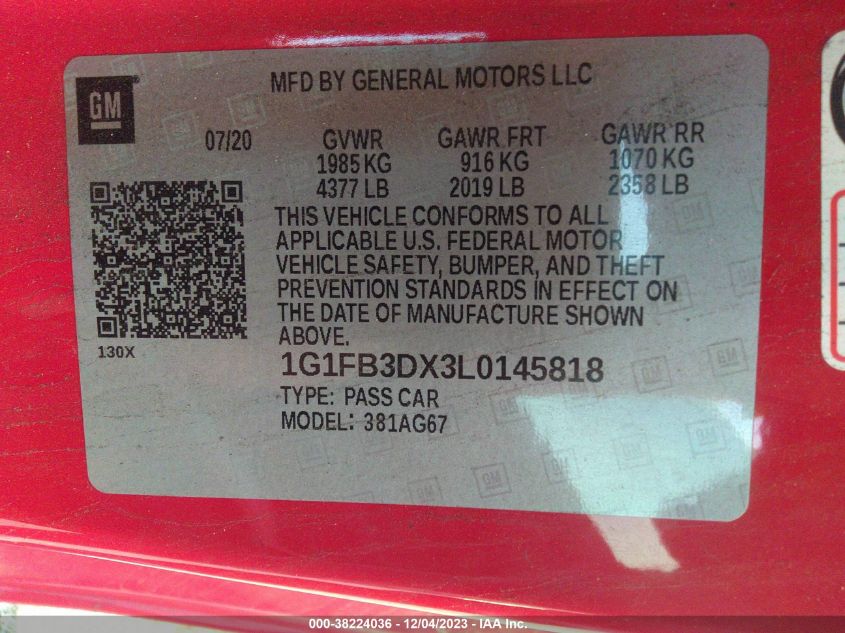 GM
MFD BY GENERAL MOTORS LLC
07/20 GVWR GAWR FRT GAWR RR
1985 KG 916 KG 1070 KG
4377 LB 2019 LB 2358 LB
THIS VEHICLE CONFORMS TO ALL
APPLICABLE U.S. FEDERAL MOTOR
VEHICLE SAFETY, BUMPER, AND THEFT
PREVENTION STANDARDS IN EFFECT ON
THE DATE OF MANUFACTURE SHOWN
ABOVE.
130X
1G1FB3DX3L0145818
TYPE: PASS CAR
MODEL: 381AG67
000-38224036 - 12/04/2023 - IAA Inc.